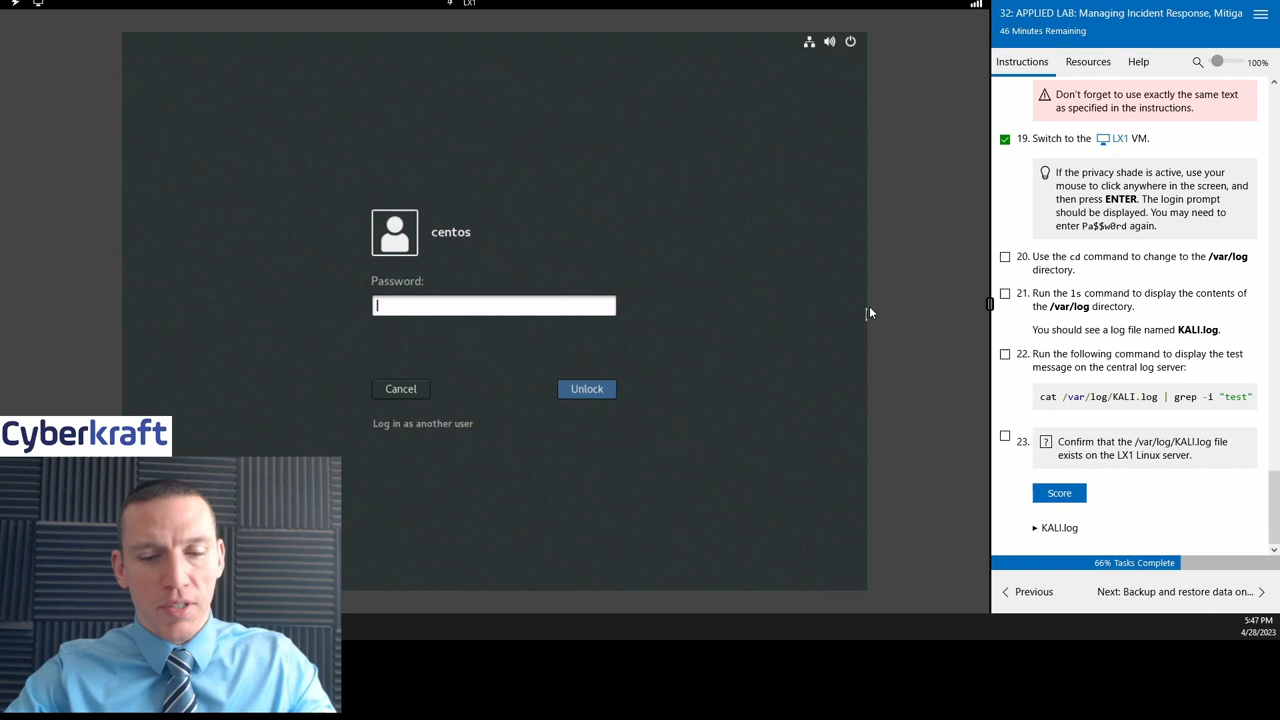 LX1
centos
Password:
Cancel
Unlock
Log in as another user
Cyberkraft
32: APPLIED LAB: Managing Incident Response, Mitiga
46 Minutes Remaining
Instructions
Resources
Help
100%
Don't forget to use exactly the same text
as specified in the instructions.
19. Switch to the LX1 VM.
If the privacy shade is active, use your
mouse to click anywhere in the screen, and
then press ENTER. The login prompt
should be displayed. You may need to
enter Pa$$w0rd again.
20. Use the cd command to change to the /var/log
directory.
21. Run the ls command to display the contents of
the /var/log directory.
You should see a log file named KALI.log.
22. Run the following command to display the test
message on the central log server:
cat /var/log/KALI.log | grep -i "test"
23. Confirm that the /var/log/KALI.log file
exists on the LX1 Linux server.
Score
KALI.log
66% Tasks Complete
Previous
Next: Backup and restore data on...
5:47 PM
4/28/2023